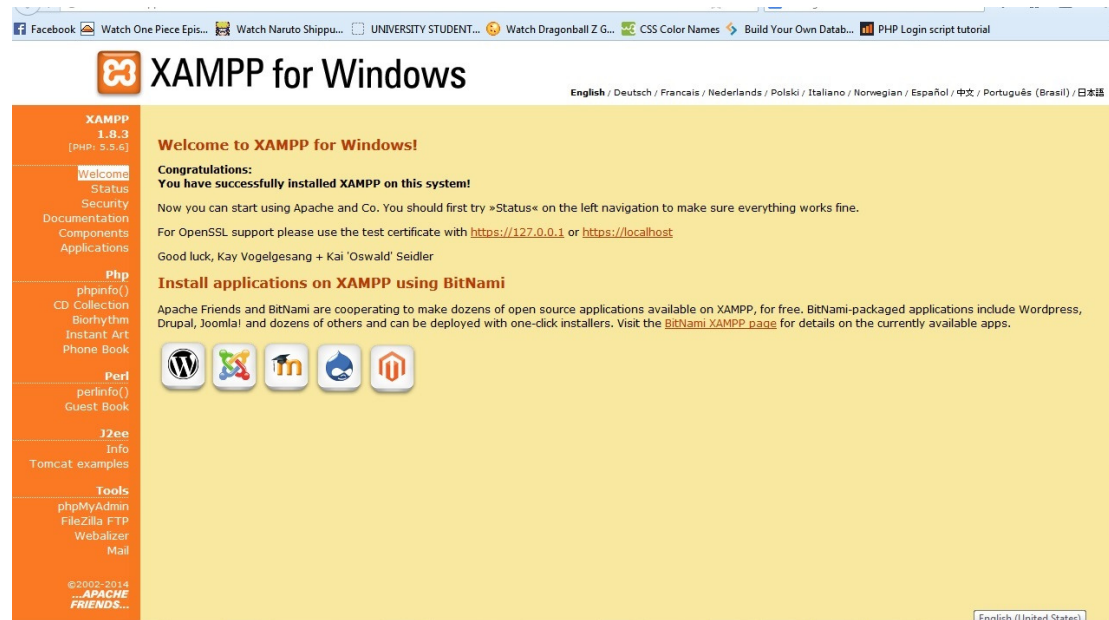 Facebook Watch One Piece Epis... Watch Naruto Shippu... UNIVERSITY STUDENT... Watch Dragonball Z G... CSS Color Names Build Your Own Datab... PHP Login script tutorial
XAMPP for Windows
English / Deutsch / Francais / Nederlands / Polski / Italiano / Norwegian / Español / 中文 / Português (Brasil) / 日本語
XAMPP
1.8.3
[PHP: 5.5.6]
Welcome
Status
Security
Documentation
Components
Applications
Php
phpinfo()
CD Collection
Biorhythm
Instant Art
Phone Book
Perl
perlinfo()
Guest Book
J2ee
Info
Tomcat examples
Tools
phpMyAdmin
FileZilla FTP
Webalizer
Mail
©2002-2014
...APACHE
FRIENDS...
Welcome to XAMPP for Windows!
Congratulations:
You have successfully installed XAMPP on this system!
Now you can start using Apache and Co. You should first try »Status« on the left navigation to make sure everything works fine.
For OpenSSL support please use the test certificate with https://127.0.0.1 or https://localhost
Good luck, Kay Vogelgesang + Kai 'Oswald' Seidler
Install applications on XAMPP using BitNami
Apache Friends and BitNami are cooperating to make dozens of open source applications available on XAMPP, for free. BitNami-packaged applications include Wordpress,
Drupal, Joomla! and dozens of others and can be deployed with one-click installers. Visit the BitNami XAMPP page for details on the currently available apps.
English (United States)